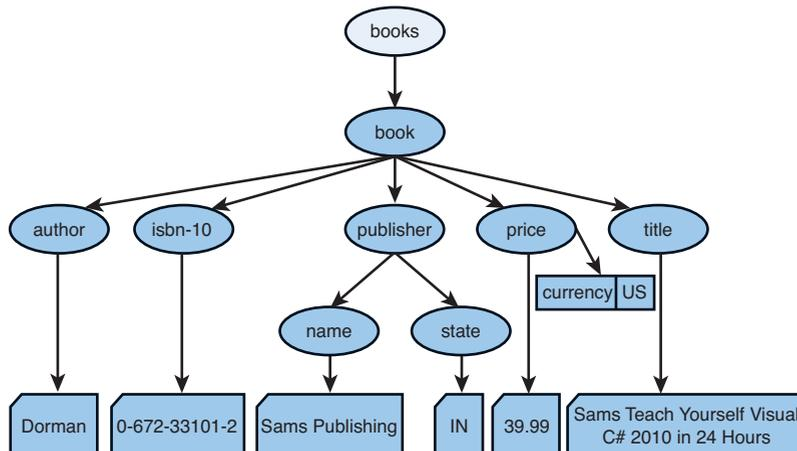 books
book
author
isbn-10
publisher
price
title
currency US
name
state
Dorman
0-672-33101-2
Sams Publishing
IN
39.99
Sams Teach Yourself Visual
C# 2010 in 24 Hours